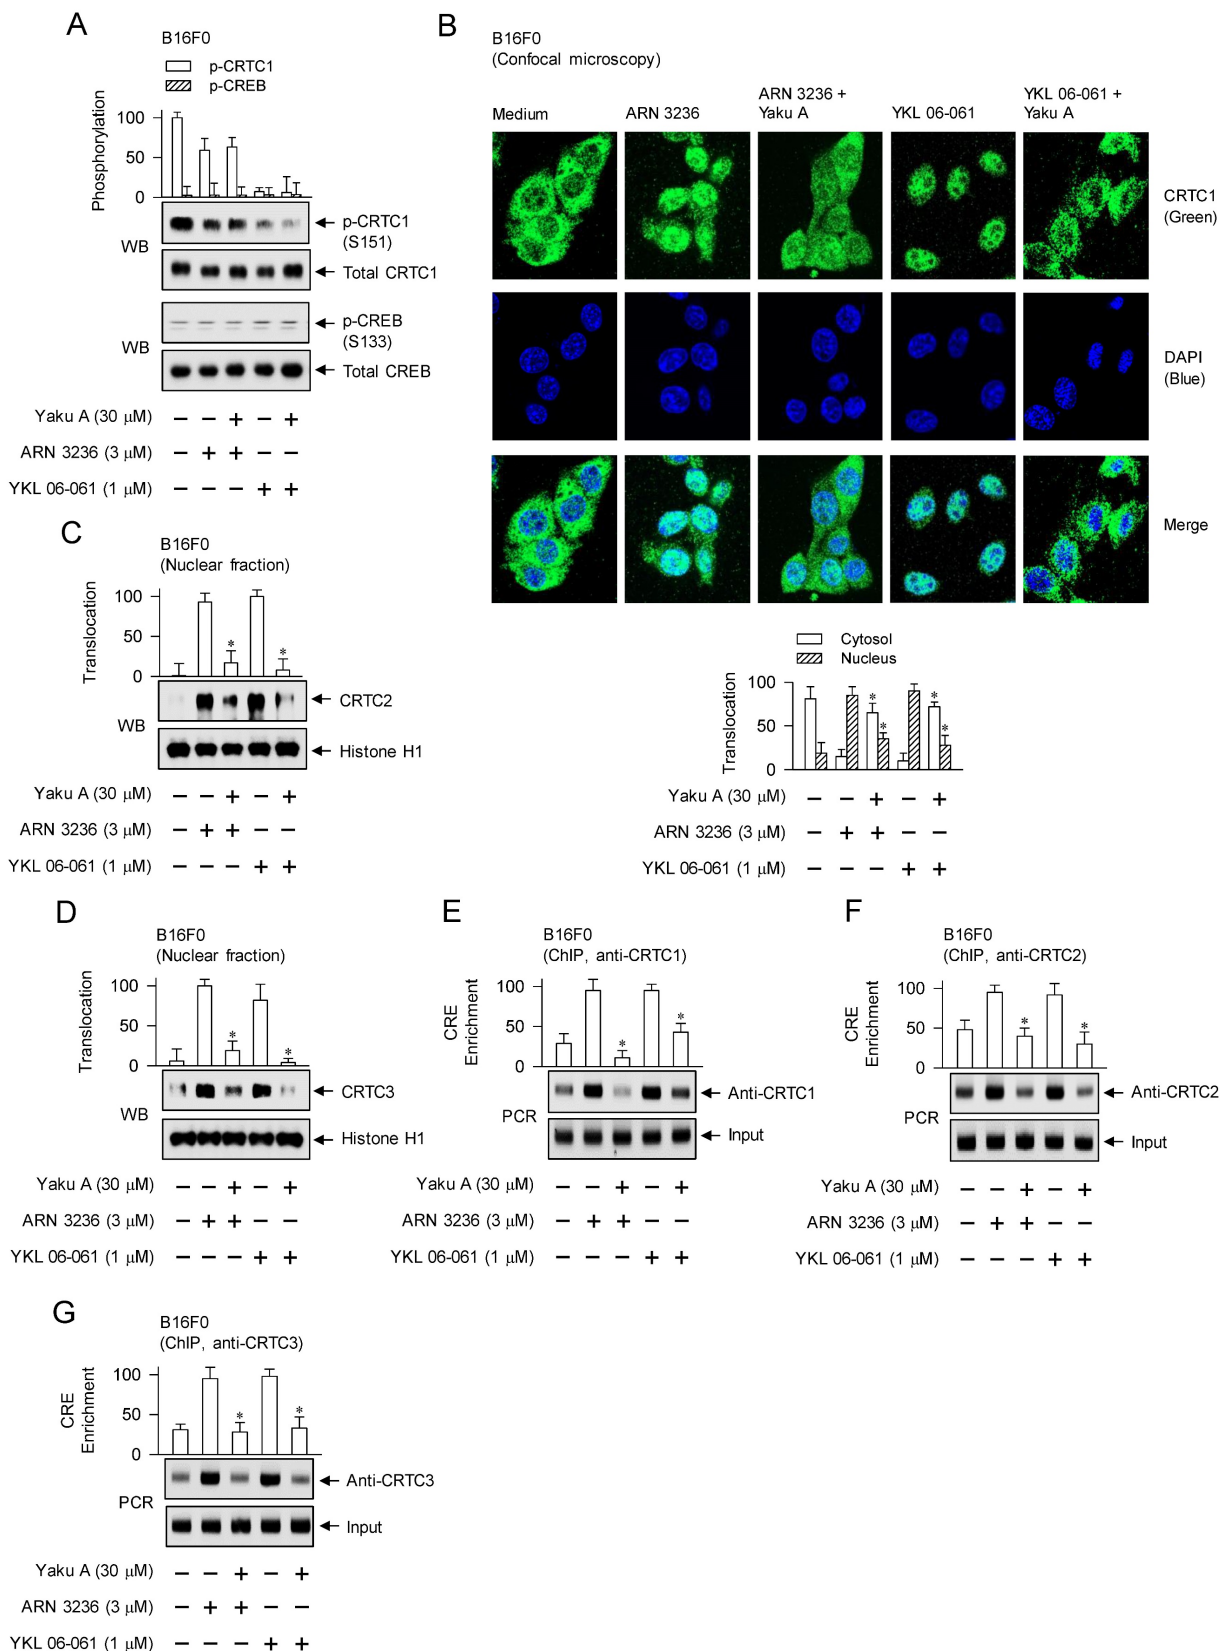 A
B16F0
p-CRTC1
p-CREB
Phosphorylation
100
50
0
WB
p-CRTC1
(S151)
Total CRTC1
WB
p-CREB
(S133)
Total CREB
Yaku A (30 μM) − − + − +
ARN 3236 (3 μM) − + + − −
YKL 06-061 (1 μM) − − − + +
B
B16F0
(Confocal microscopy)
Medium
ARN 3236
ARN 3236 +
Yaku A
YKL 06-061
YKL 06-061 +
Yaku A
CRTC1
(Green)
DAPI
(Blue)
Merge
Cytosol
Nucleus
Translocation
100
50
0
* * * *
Yaku A (30 μM) − − + − +
ARN 3236 (3 μM) − + + − −
YKL 06-061 (1 μM) − − − + +
C
B16F0
(Nuclear fraction)
Translocation
100
50
0
* *
WB
CRTC2
Histone H1
Yaku A (30 μM) − − + − +
ARN 3236 (3 μM) − + + − −
YKL 06-061 (1 μM) − − − + +
D
B16F0
(Nuclear fraction)
Translocation
100
50
0
* *
WB
CRTC3
Histone H1
Yaku A (30 μM) − − + − +
ARN 3236 (3 μM) − + + − −
YKL 06-061 (1 μM) − − − + +
E
B16F0
(ChIP, anti-CRTC1)
CRE
Enrichment
100
50
0
* *
PCR
Anti-CRTC1
Input
Yaku A (30 μM) − − + − +
ARN 3236 (3 μM) − + + − −
YKL 06-061 (1 μM) − − − + +
F
B16F0
(ChIP, anti-CRTC2)
CRE
Enrichment
100
50
0
* *
PCR
Anti-CRTC2
Input
Yaku A (30 μM) − − + − +
ARN 3236 (3 μM) − + + − −
YKL 06-061 (1 μM) − − − + +
G
B16F0
(ChIP, anti-CRTC3)
CRE
Enrichment
100
50
0
* *
PCR
Anti-CRTC3
Input
Yaku A (30 μM) − − + − +
ARN 3236 (3 μM) − + + − −
YKL 06-061 (1 μM) − − − + +